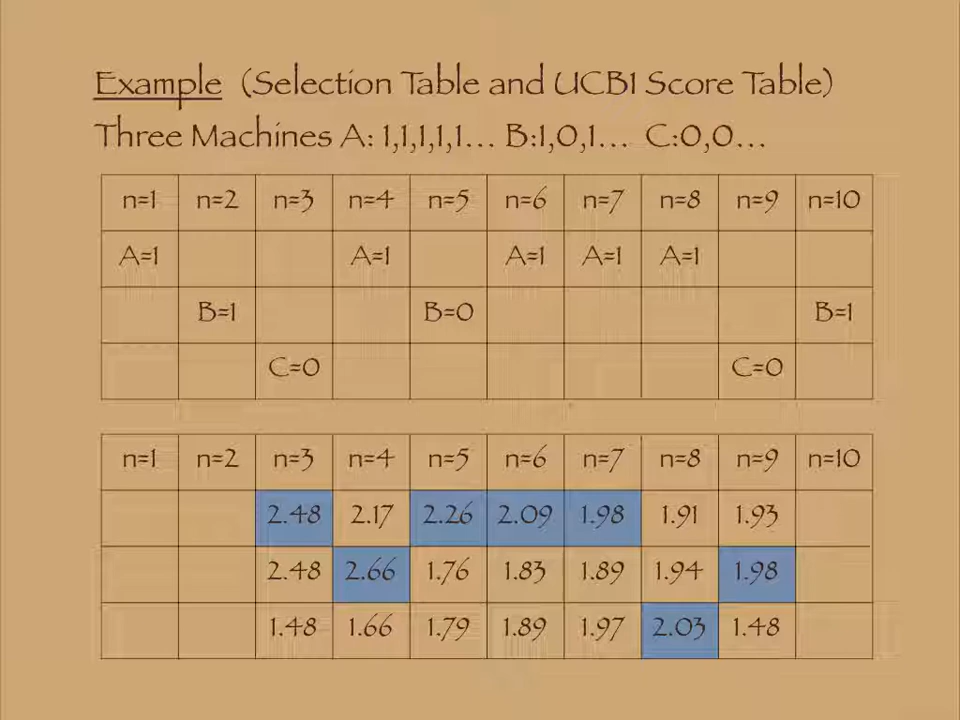 Example (Selection Table and UCB1 Score Table)
Three Machines A: 1,1,1,1,1... B:1,0,1... C:0,0...
n=1 n=2 n=3 n=4 n=5 n=6 n=7 n=8 n=9 n=10
A=1 A=1 A=1 A=1 A=1
B=1 B=0 B=1
C=0 C=0
n=1 n=2 n=3 n=4 n=5 n=6 n=7 n=8 n=9 n=10
2.48 2.17 2.26 2.09 1.98 1.91 1.93
2.48 2.66 1.76 1.83 1.89 1.94 1.98
1.48 1.66 1.79 1.89 1.97 2.03 1.48